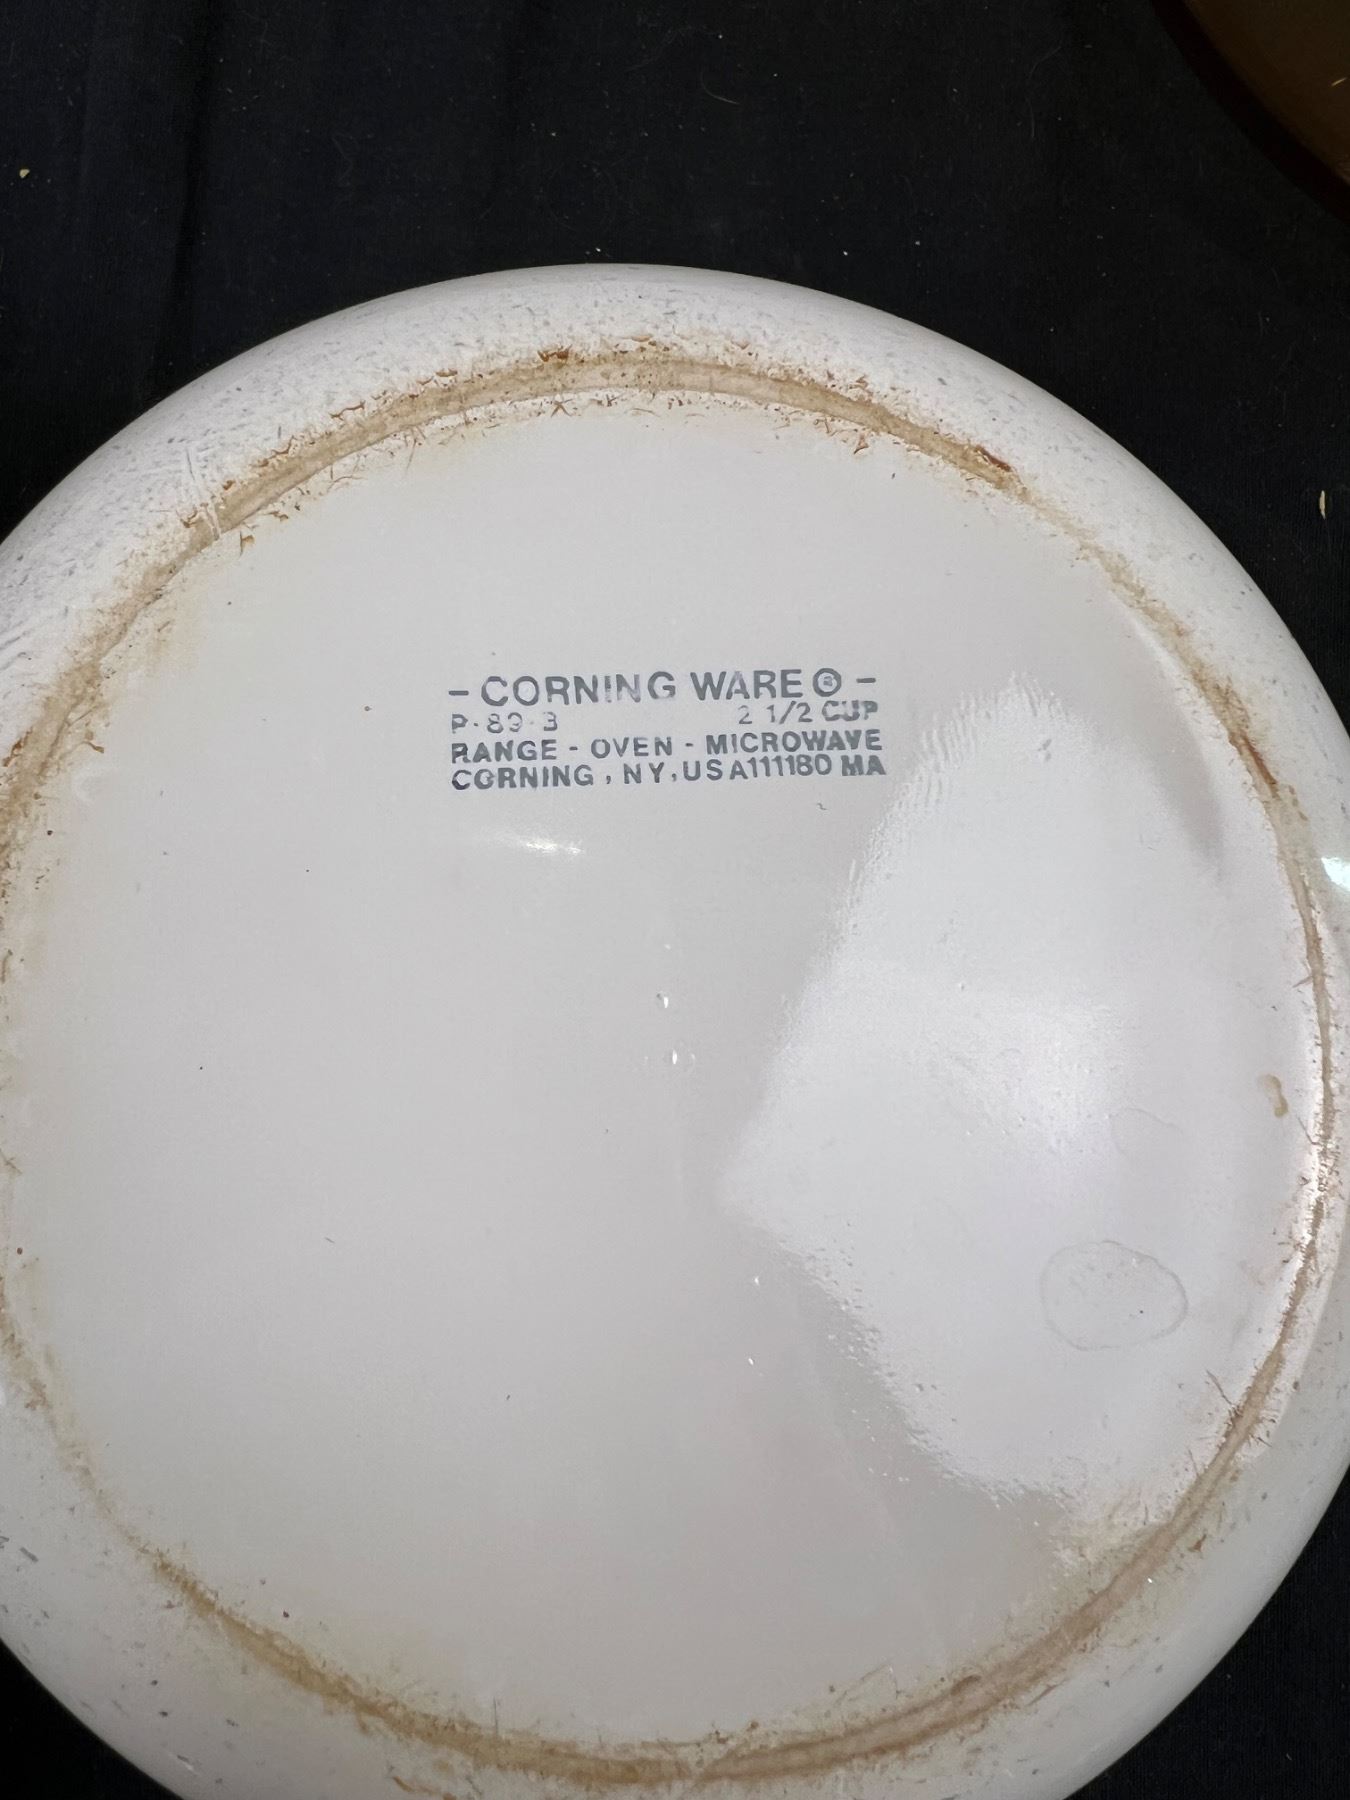 - CORNING WARE ® -
P-89-B 2 1/2 CUP
RANGE - OVEN - MICROWAVE
CORNING, NY, USA111180 MA